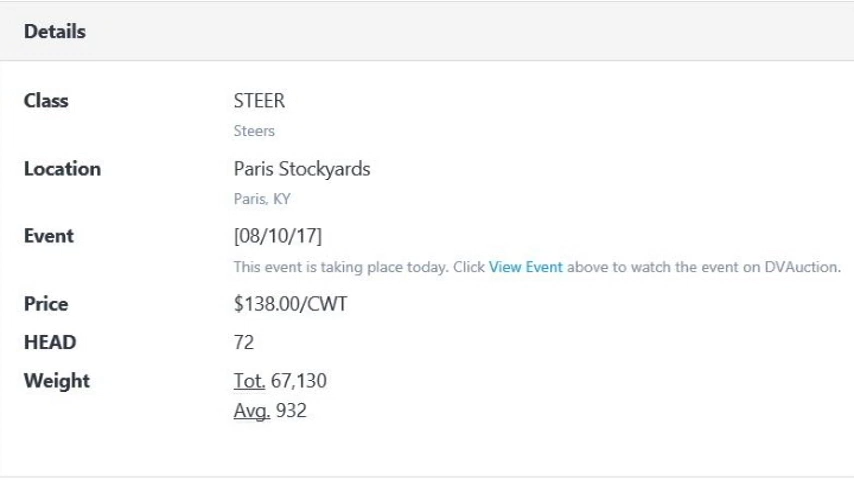 Details
Class STEER
Steers
Location Paris Stockyards
Paris, KY
Event [08/10/17]
This event is taking place today. Click View Event above to watch the event on DVAuction.
Price $138.00/CWT
HEAD 72
Weight Tot. 67,130
Avg. 932